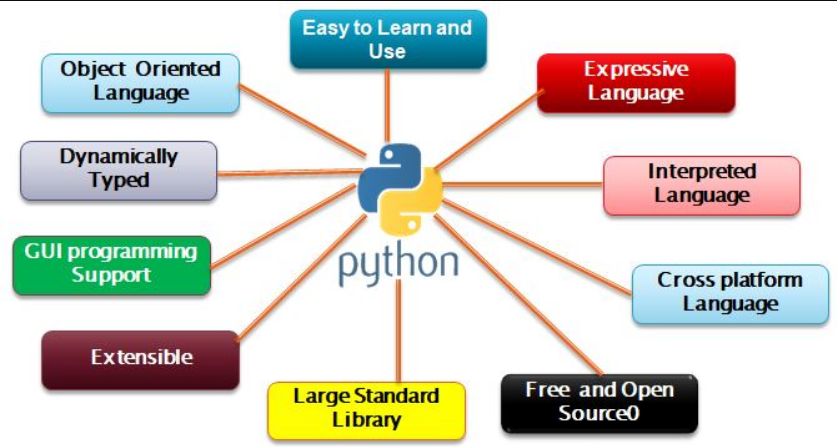 Easy to Learn and
Use
Object Oriented
Language
Expressive
Language
Dynamically
Typed
Interpreted
Language
GUI programming
Support
python
Cross platform
Language
Extensible
Large Standard
Library
Free and Open
Source0